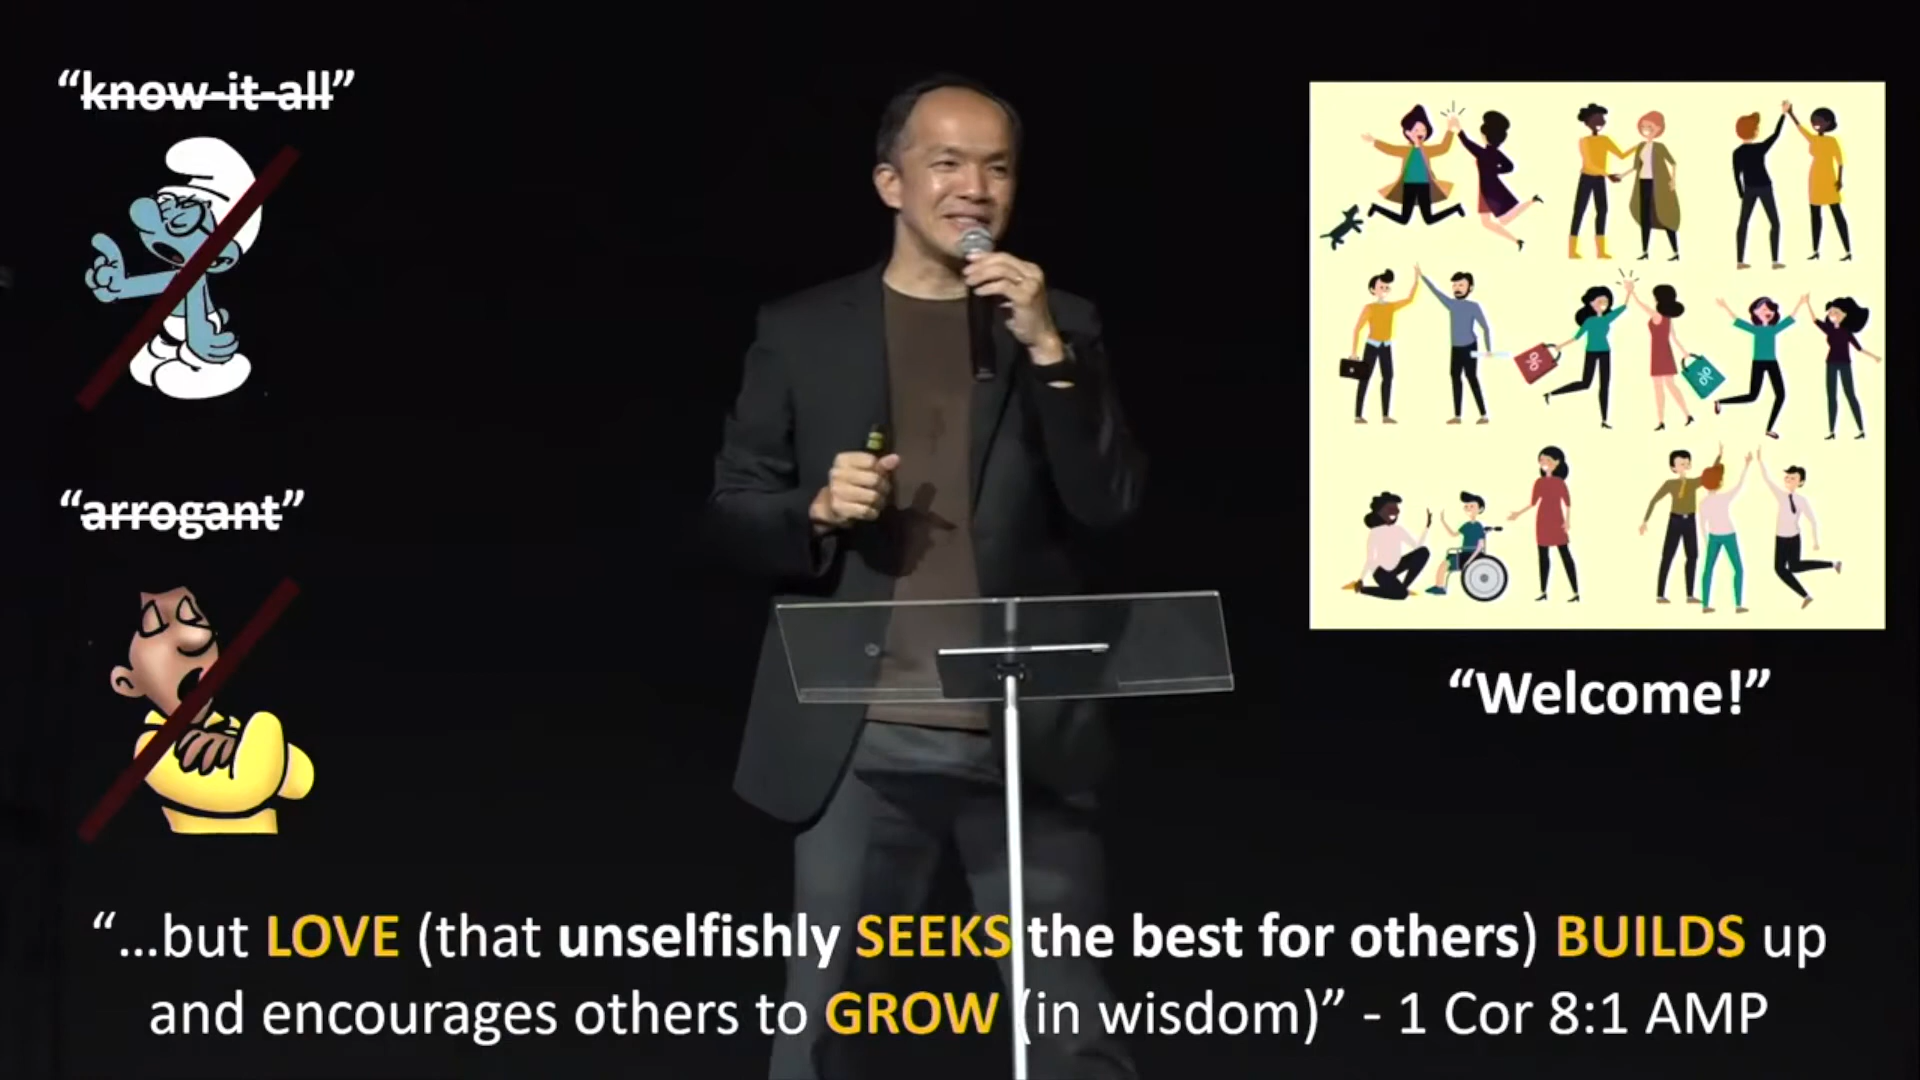 “know-it-all”
“arrogant”
“Welcome!”
“…but LOVE (that unselfishly SEEKS the best for others) BUILDS up
and encourages others to GROW (in wisdom)” - 1 Cor 8:1 AMP